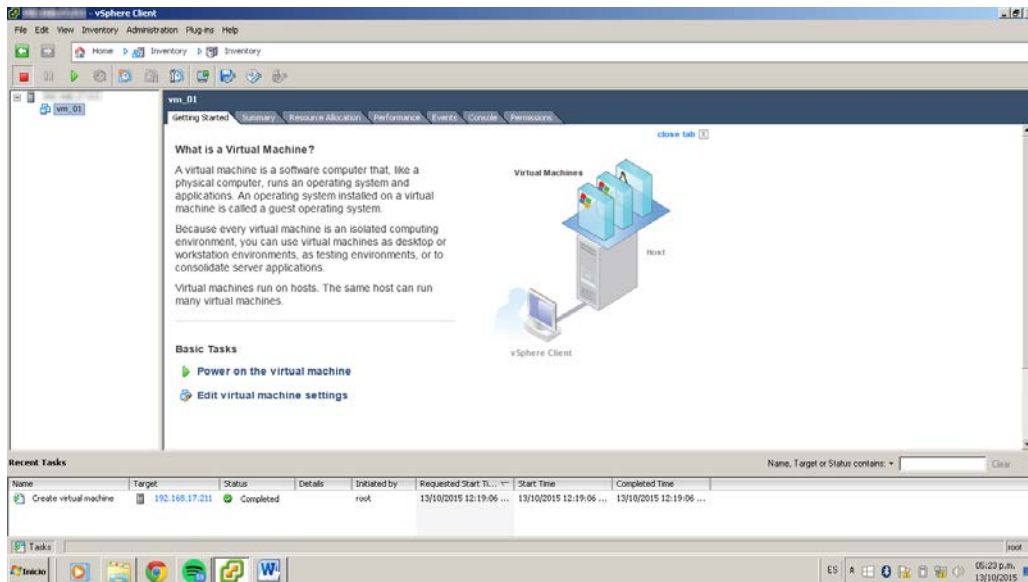 - vSphere Client
File Edit View Inventory Administration Plug-ins Help
Home Inventory Inventory
vm_01
vm_01
Getting Started Summary Resource Allocation Performance Events Console Permissions
close tab
What is a Virtual Machine?
A virtual machine is a software computer that, like a
physical computer, runs an operating system and
applications. An operating system installed on a virtual
machine is called a guest operating system.
Because every virtual machine is an isolated computing
environment, you can use virtual machines as desktop or
workstation environments, as testing environments, or to
consolidate server applications.
Virtual machines run on hosts. The same host can run
many virtual machines.
Basic Tasks
Power on the virtual machine
Edit virtual machine settings
Virtual Machines
Host
vSphere Client
Recent Tasks
Name, Target or Status contains:
Clear
Name Target Status Details Initiated by Requested Start Ti... Start Time Completed Time
Create virtual machine 192.168.17.211 Completed root 13/10/2015 12:19:06 ... 13/10/2015 12:19:06 ... 13/10/2015 12:19:06 ...
Tasks
root
Inicio
W
ES
05:23 p.m.
13/10/2015